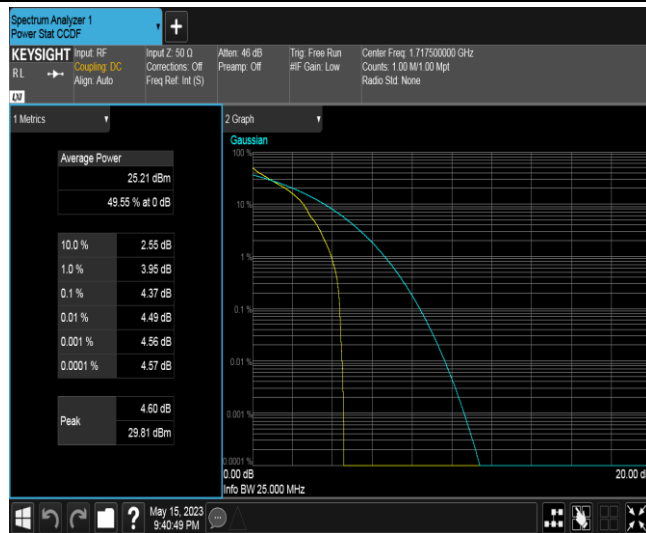 Spectrum Analyzer 1
Power Stat CCDF
+
KEYSIGHT
RL
Input: RF
Coupling: DC
Align: Auto
Input Z: 50 Ω
Corrections: Off
Freq Ref: Int (S)
Atten: 46 dB
Preamp: Off
Trig: Free Run
#IF Gain: Low
Center Freq: 1.717500000 GHz
Counts: 1.00 M/1.00 Mpt
Radio Std: None
1 Metrics
Average Power
25.21 dBm
49.55 % at 0 dB
10.0 % 2.55 dB
1.0 % 3.95 dB
0.1 % 4.37 dB
0.01 % 4.49 dB
0.001 % 4.56 dB
0.0001 % 4.57 dB
Peak
4.60 dB
29.81 dBm
2 Graph
Gaussian
100 %
10 %
1 %
0.1 %
0.01 %
0.001 %
0.0001 %
0.00 dB
20.00 d
Info BW 25.000 MHz
?
May 15, 2023
9:40:49 PM